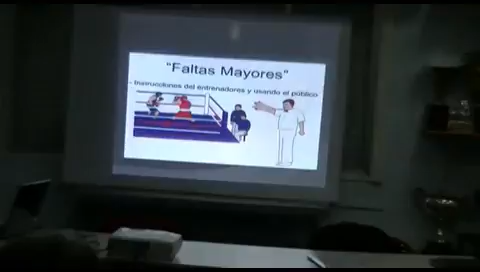 "Faltas Mayores"
- Instrucciones del entrenadores y usando el público